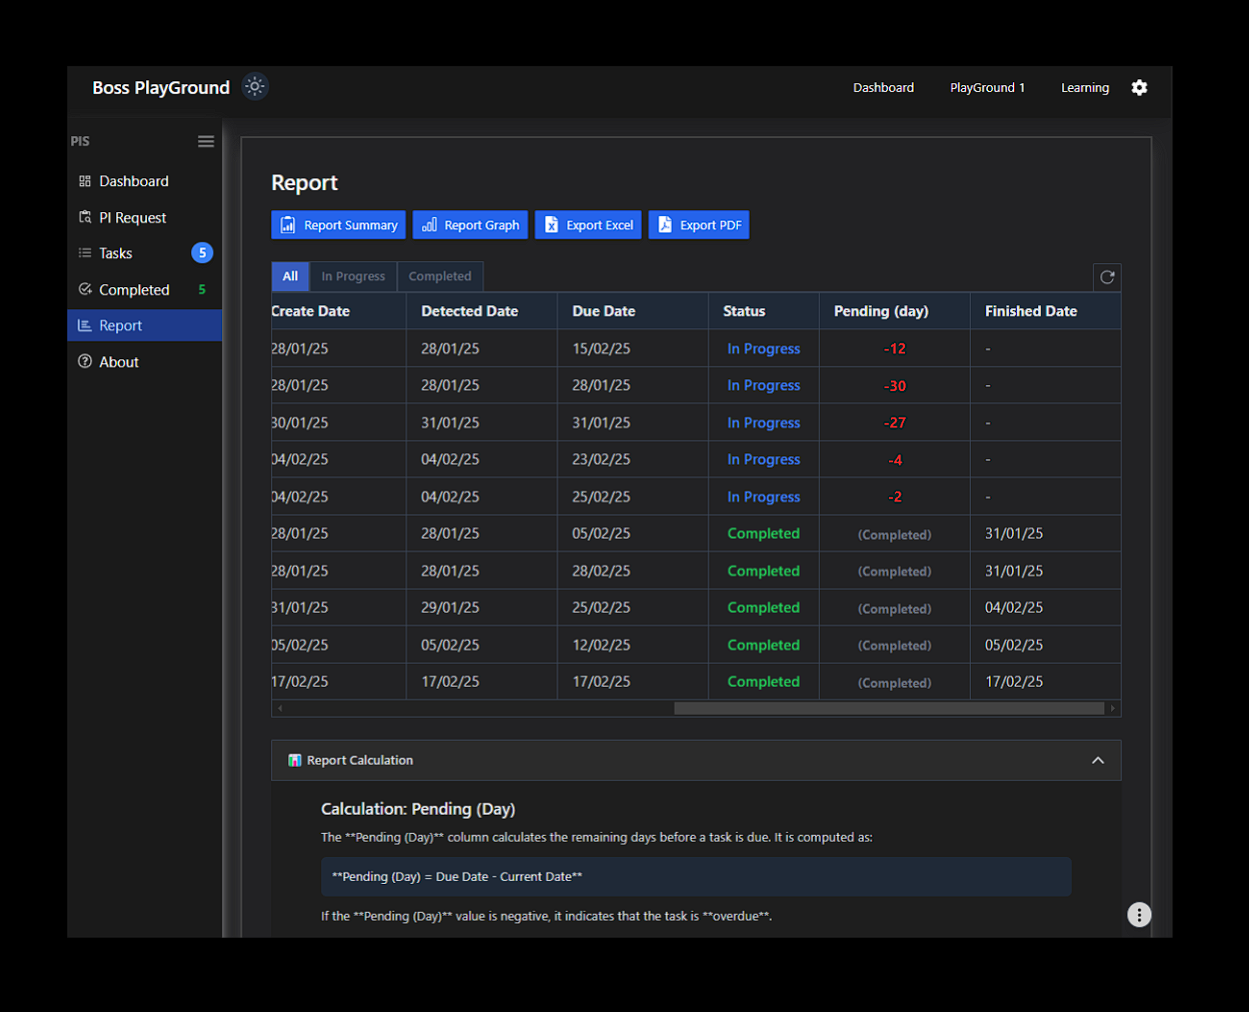 Boss PlayGround Dashboard PlayGround 1 Learning
PIS
Dashboard
PI Request
Tasks 5
Completed 5
Report
About
Report
Report Summary Report Graph Export Excel Export PDF
All In Progress Completed
Create Date Detected Date Due Date Status Pending (day) Finished Date
28/01/25 28/01/25 15/02/25 In Progress -12 -
28/01/25 28/01/25 28/01/25 In Progress -30 -
30/01/25 31/01/25 31/01/25 In Progress -27 -
04/02/25 04/02/25 23/02/25 In Progress -4 -
04/02/25 04/02/25 25/02/25 In Progress -2 -
28/01/25 28/01/25 05/02/25 Completed (Completed) 31/01/25
28/01/25 28/01/25 28/02/25 Completed (Completed) 31/01/25
31/01/25 29/01/25 25/02/25 Completed (Completed) 04/02/25
05/02/25 05/02/25 12/02/25 Completed (Completed) 05/02/25
17/02/25 17/02/25 17/02/25 Completed (Completed) 17/02/25
Report Calculation
Calculation: Pending (Day)
The **Pending (Day)** column calculates the remaining days before a task is due. It is computed as:
**Pending (Day) = Due Date - Current Date**
If the **Pending (Day)** value is negative, it indicates that the task is **overdue**.